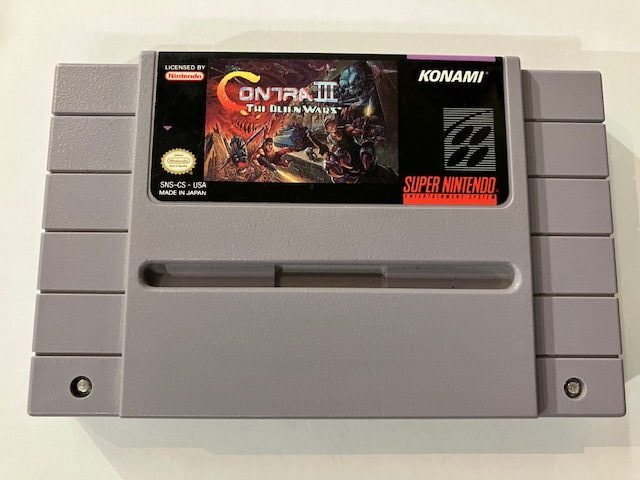 LICENSED BY
Nintendo
CONTRA III
THE ALIEN WARS
KONAMI
SNS-CS - USA
MADE IN JAPAN
SUPER NINTENDO
ENTERTAINMENT SYSTEM